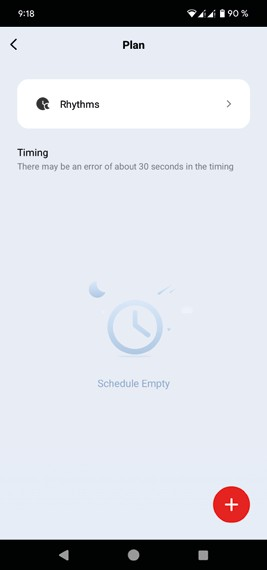 9:18
90 %
Plan
Rhythms
Timing
There may be an error of about 30 seconds in the timing
Schedule Empty